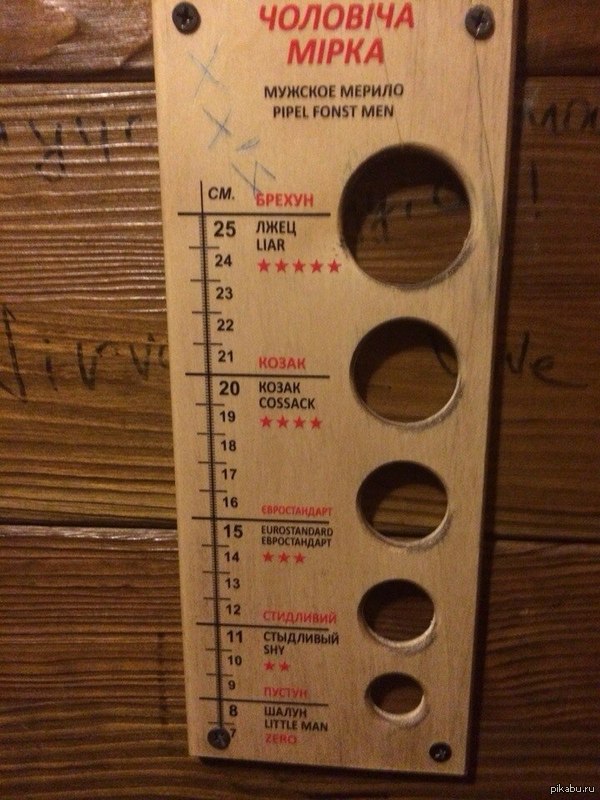 ЧОЛОВІЧА
МІРКА
МУЖСКОЕ МЕРИЛО
PIPEL FONST MEN
СМ.
БРЕХУН
25
ЛЖЕЦ
LIAR
24
★★★★★
23
22
21
КОЗАК
20
КОЗАК
COSSACK
19
★★★★
18
17
16
ЄВРОСТАНДАРТ
15
EUROSTANDARD
ЕВРОСТАНДАРТ
14
★★★
13
12
СТИДЛИВИЙ
11
СТЫДЛИВЫЙ
SHY
10
★★
9
ПУСТУН
8
ШАЛУН
LITTLE MAN
7
ZERO
pikabu.ru